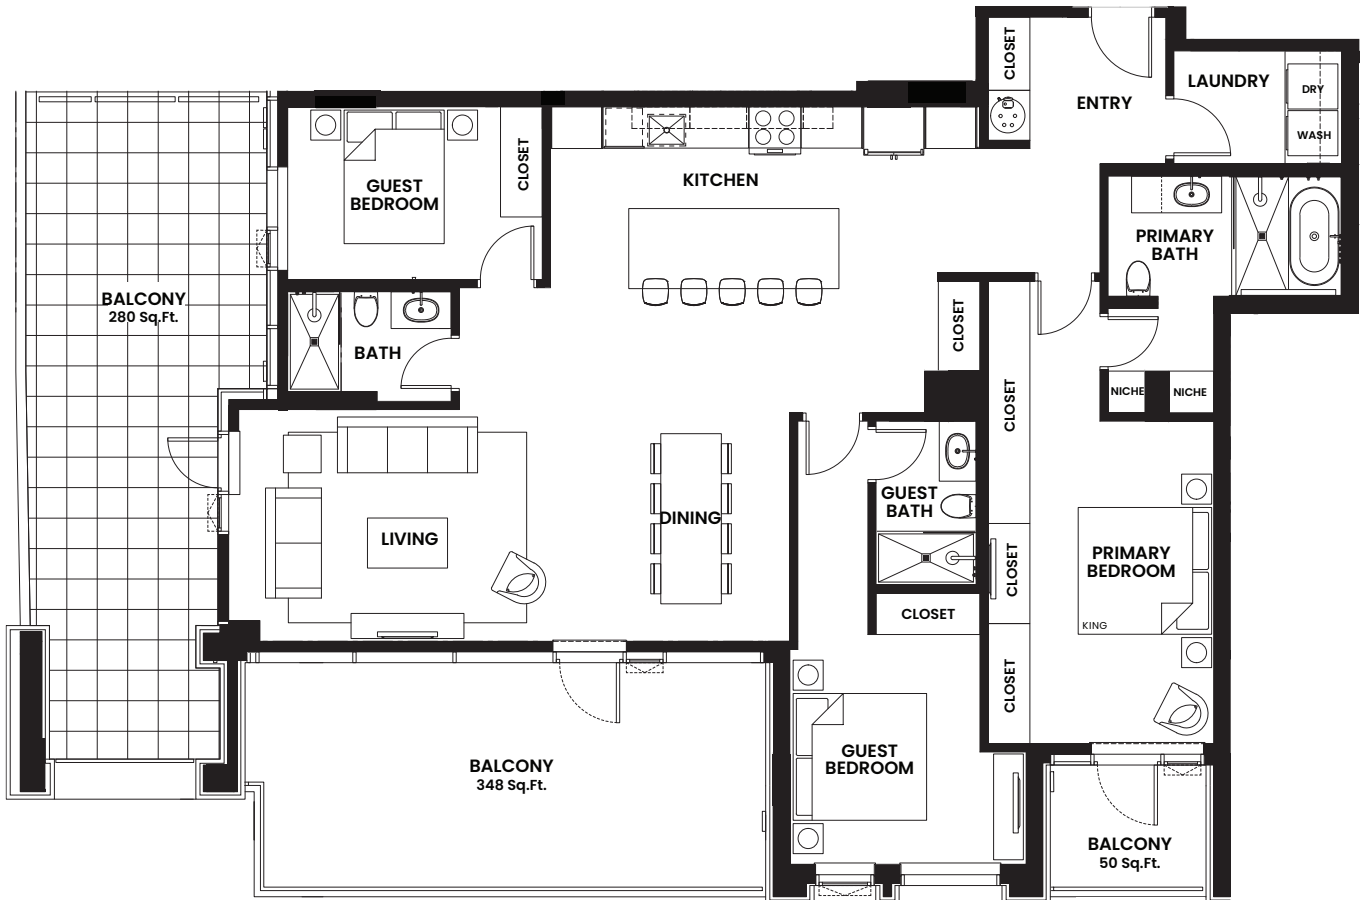 CLOSET
LAUNDRY
DRY
ENTRY
WASH
CLOSET
KITCHEN
GUEST
BEDROOM
PRIMARY
BATH
BALCONY
280 Sq.Ft.
BATH
CLOSET
CLOSET
NICHE
NICHE
GUEST
BATH
DINING
LIVING
CLOSET
PRIMARY
BEDROOM
KING
CLOSET
CLOSET
GUEST
BEDROOM
BALCONY
348 Sq.Ft.
BALCONY
50 Sq.Ft.